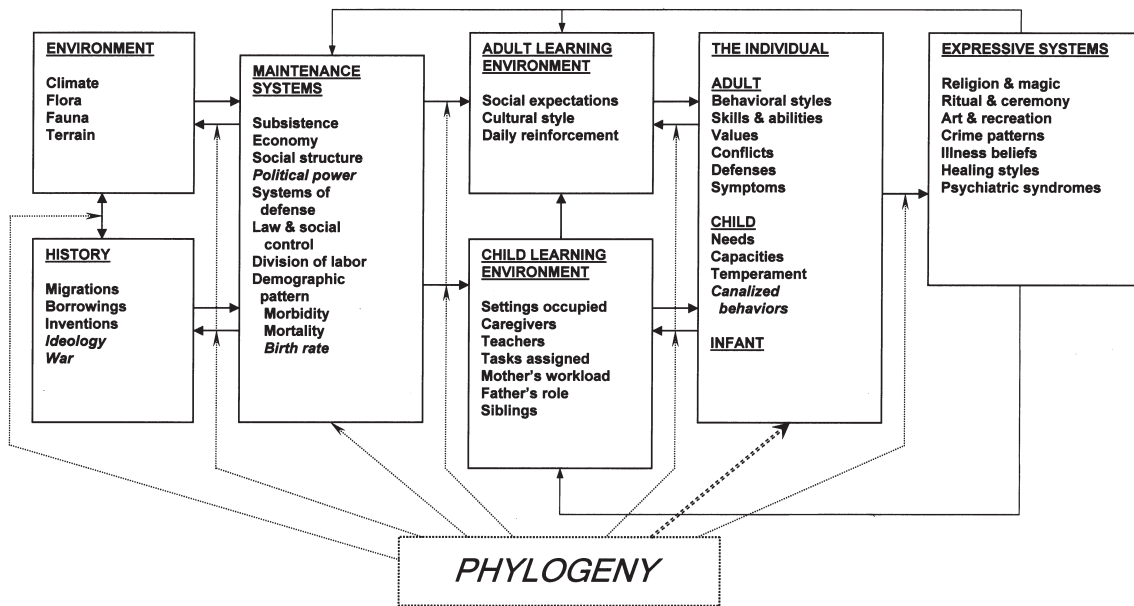 ENVIRONMENT
Climate
Flora
Fauna
Terrain
HISTORY
Migrations
Borrowings
Inventions
Ideology
War
MAINTENANCE
SYSTEMS
Subsistence
Economy
Social structure
Political power
Systems of
defense
Law & social
control
Division of labor
Demographic
pattern
Morbidity
Mortality
Birth rate
ADULT LEARNING
ENVIRONMENT
Social expectations
Cultural style
Daily reinforcement
CHILD LEARNING
ENVIRONMENT
Settings occupied
Caregivers
Teachers
Tasks assigned
Mother's workload
Father's role
Siblings
THE INDIVIDUAL
ADULT
Behavioral styles
Skills & abilities
Values
Conflicts
Defenses
Symptoms
CHILD
Needs
Capacities
Temperament
Canalized
behaviors
INFANT
EXPRESSIVE SYSTEMS
Religion & magic
Ritual & ceremony
Art & recreation
Crime patterns
Illness beliefs
Healing styles
Psychiatric syndromes
PHYLOGENY